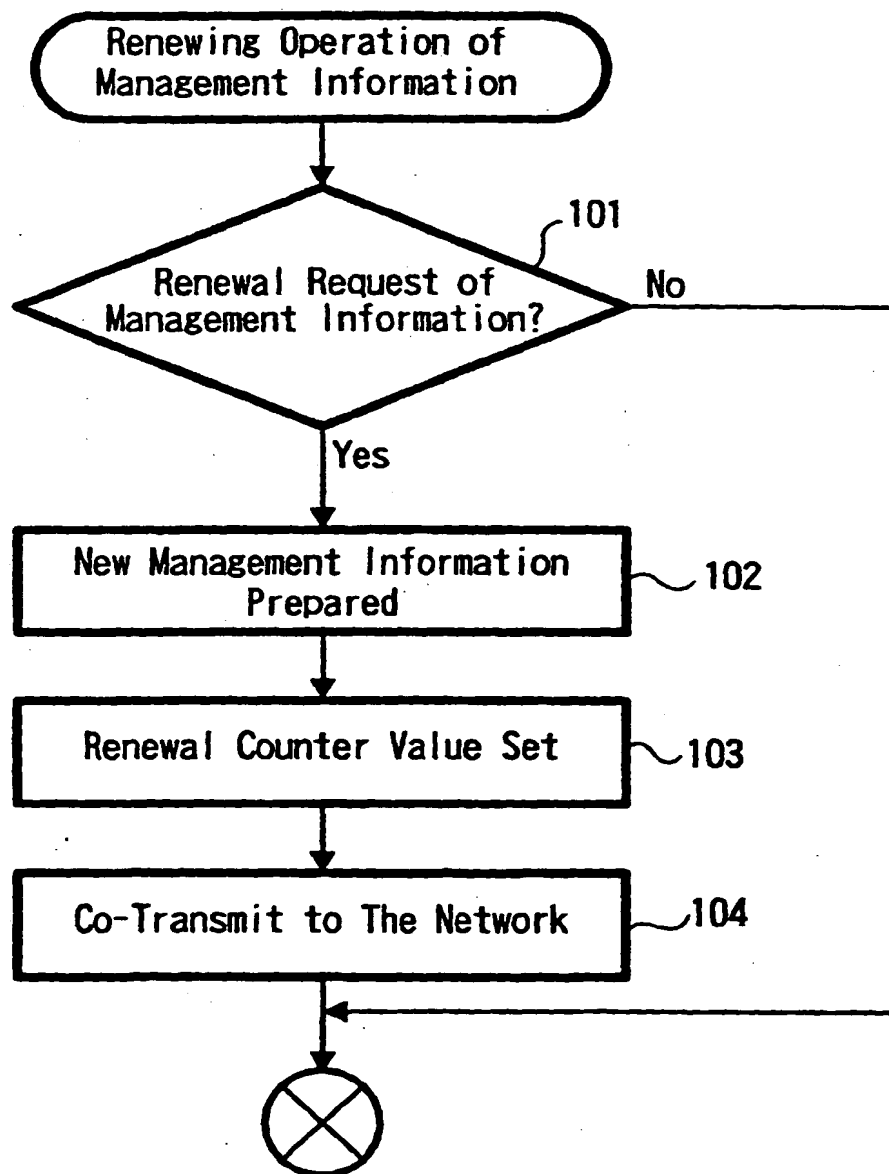 Renewing Operation of
Management Information
101
Renewal Request of
Management Information?
No
Yes
New Management Information
Prepared
102
Renewal Counter Value Set
103
Co-Transmit to The Network
104